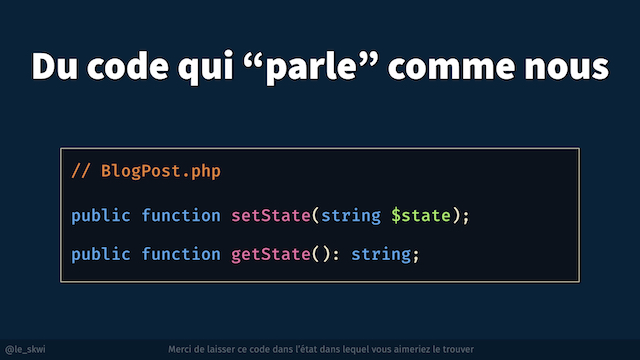 Du code qui “parle” comme nous
// BlogPost.php
public function setState(string $state);
public function getState(): string;
@le_skwi
Merci de laisser ce code dans l'état dans lequel vous aimeriez le trouver